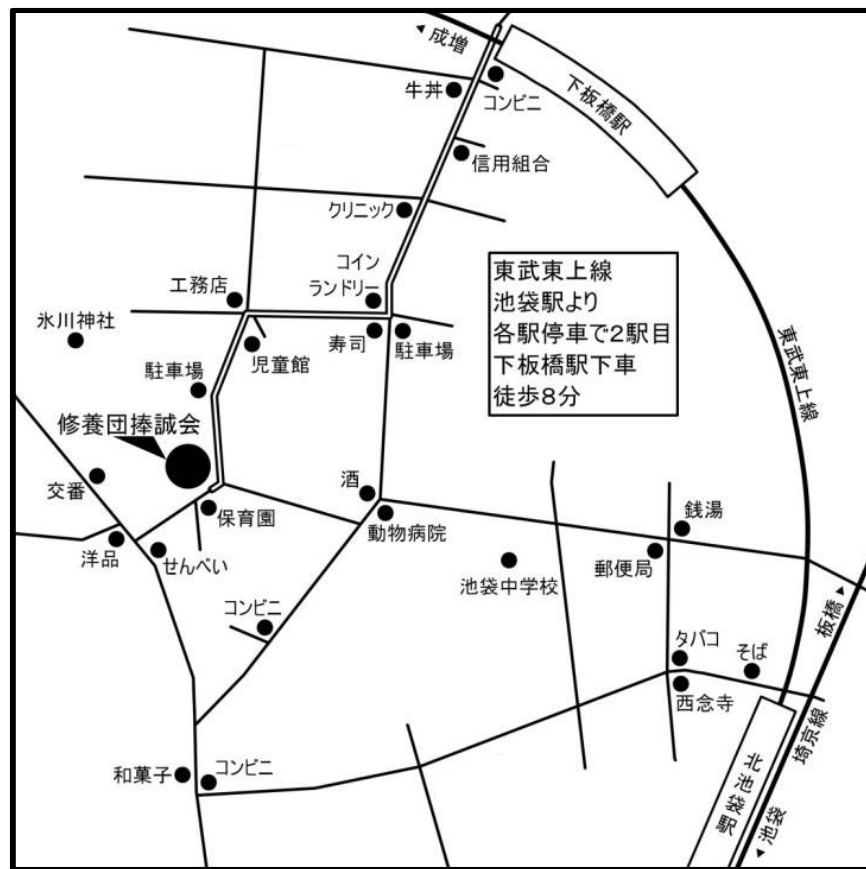 ◀成増
下板橋駅
牛丼
コンビニ
信用組合
クリニック
コイン
ランドリー
工務店
氷川神社
児童館
寿司
駐車場
東武東上線
池袋駅より
各駅停車で2駅目
下板橋駅下車
徒歩8分
東武東上線
駐車場
修養団捧誠会
交番
保育園
酒
動物病院
洋品
せんべい
池袋中学校
銭湯
郵便局
板橋▶
コンビニ
タバコ
そば
西念寺
埼京線
和菓子
コンビニ
北池袋駅
◀池袋